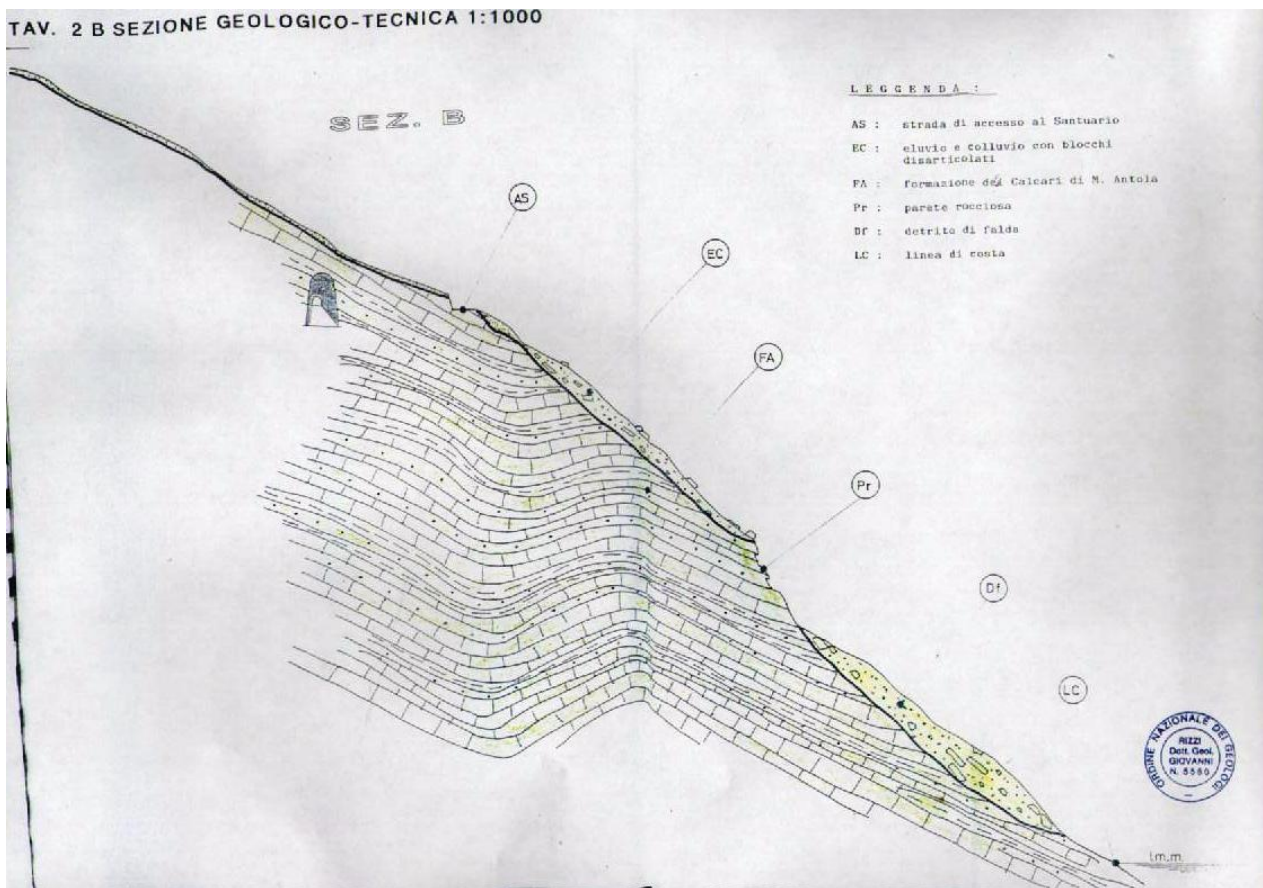 TAV. 2 B SEZIONE GEOLOGICO-TECNICA 1:1000
SEZ. B
LEGGENDA :
AS : strada di accesso al Santuario
EC : eluvio e colluvio con blocchi
disarticolati
FA : formazione dei Calcari di M. Antola
Pr : parete rocciosa
Df : detrito di falda
LC : linea di costa
AS
EC
FA
Pr
Df
LC
ORDINE NAZIONALE DEI GEOLOGI
RIZZI
Dott. Geol.
GIOVANNI
N. 5560
l.m.m.